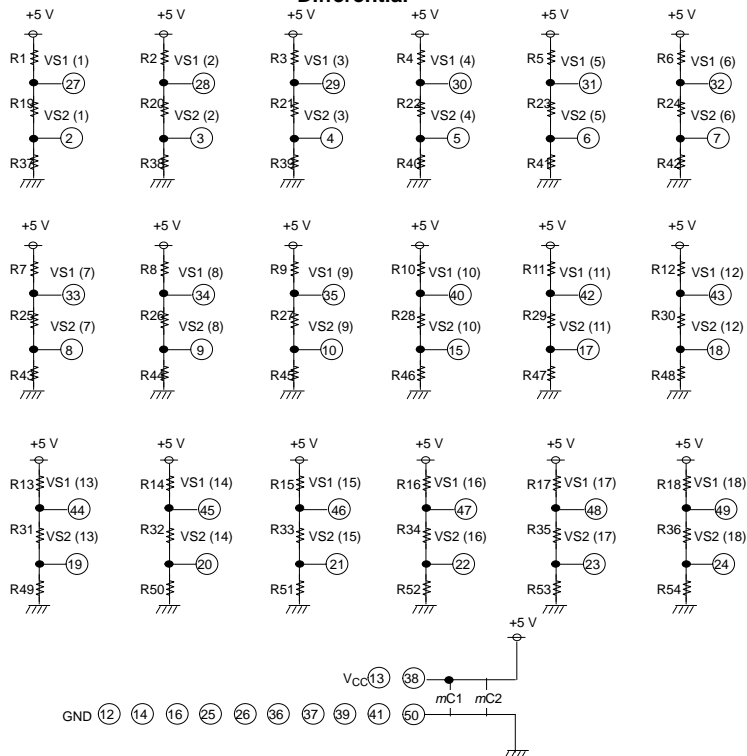 Differential
+5 V +5 V +5 V +5 V +5 V +5 V
R1 VS1 (1) R2 VS1 (2) R3 VS1 (3) R4 VS1 (4) R5 VS1 (5) R6 VS1 (6)
27 28 29 30 31 32
R19 VS2 (1) R20 VS2 (2) R21 VS2 (3) R22 VS2 (4) R23 VS2 (5) R24 VS2 (6)
2 3 4 5 6 7
R37 R38 R39 R40 R41 R42
+5 V +5 V +5 V +5 V +5 V +5 V
R7 VS1 (7) R8 VS1 (8) R9 VS1 (9) R10 VS1 (10) R11 VS1 (11) R12 VS1 (12)
33 34 35 40 42 43
R25 VS2 (7) R26 VS2 (8) R27 VS2 (9) R28 VS2 (10) R29 VS2 (11) R30 VS2 (12)
8 9 10 15 17 18
R43 R44 R45 R46 R47 R48
+5 V +5 V +5 V +5 V +5 V +5 V
R13 VS1 (13) R14 VS1 (14) R15 VS1 (15) R16 VS1 (16) R17 VS1 (17) R18 VS1 (18)
44 45 46 47 48 49
R31 VS2 (13) R32 VS2 (14) R33 VS2 (15) R34 VS2 (16) R35 VS2 (17) R36 VS2 (18)
19 20 21 22 23 24
R49 R50 R51 R52 R53 R54
+5 V
VCC 13 38
mC1 mC2
GND 12 14 16 25 26 36 37 39 41 50